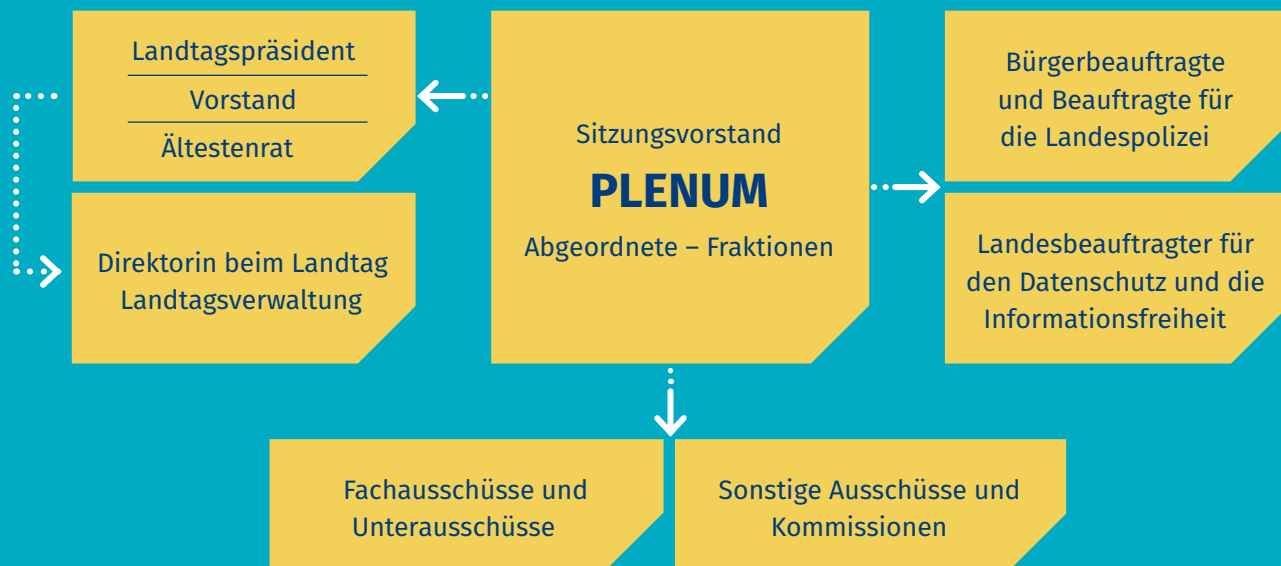 Landtagspräsident
Vorstand
Ältestenrat
Direktorin beim Landtag
Landtagsverwaltung
Sitzungsvorstand
PLENUM
Abgeordnete – Fraktionen
Bürgerbeauftragte
und Beauftragte für
die Landespolizei
Landesbeauftragter für
den Datenschutz und die
Informationsfreiheit
Fachausschüsse und
Unterausschüsse
Sonstige Ausschüsse und
Kommissionen